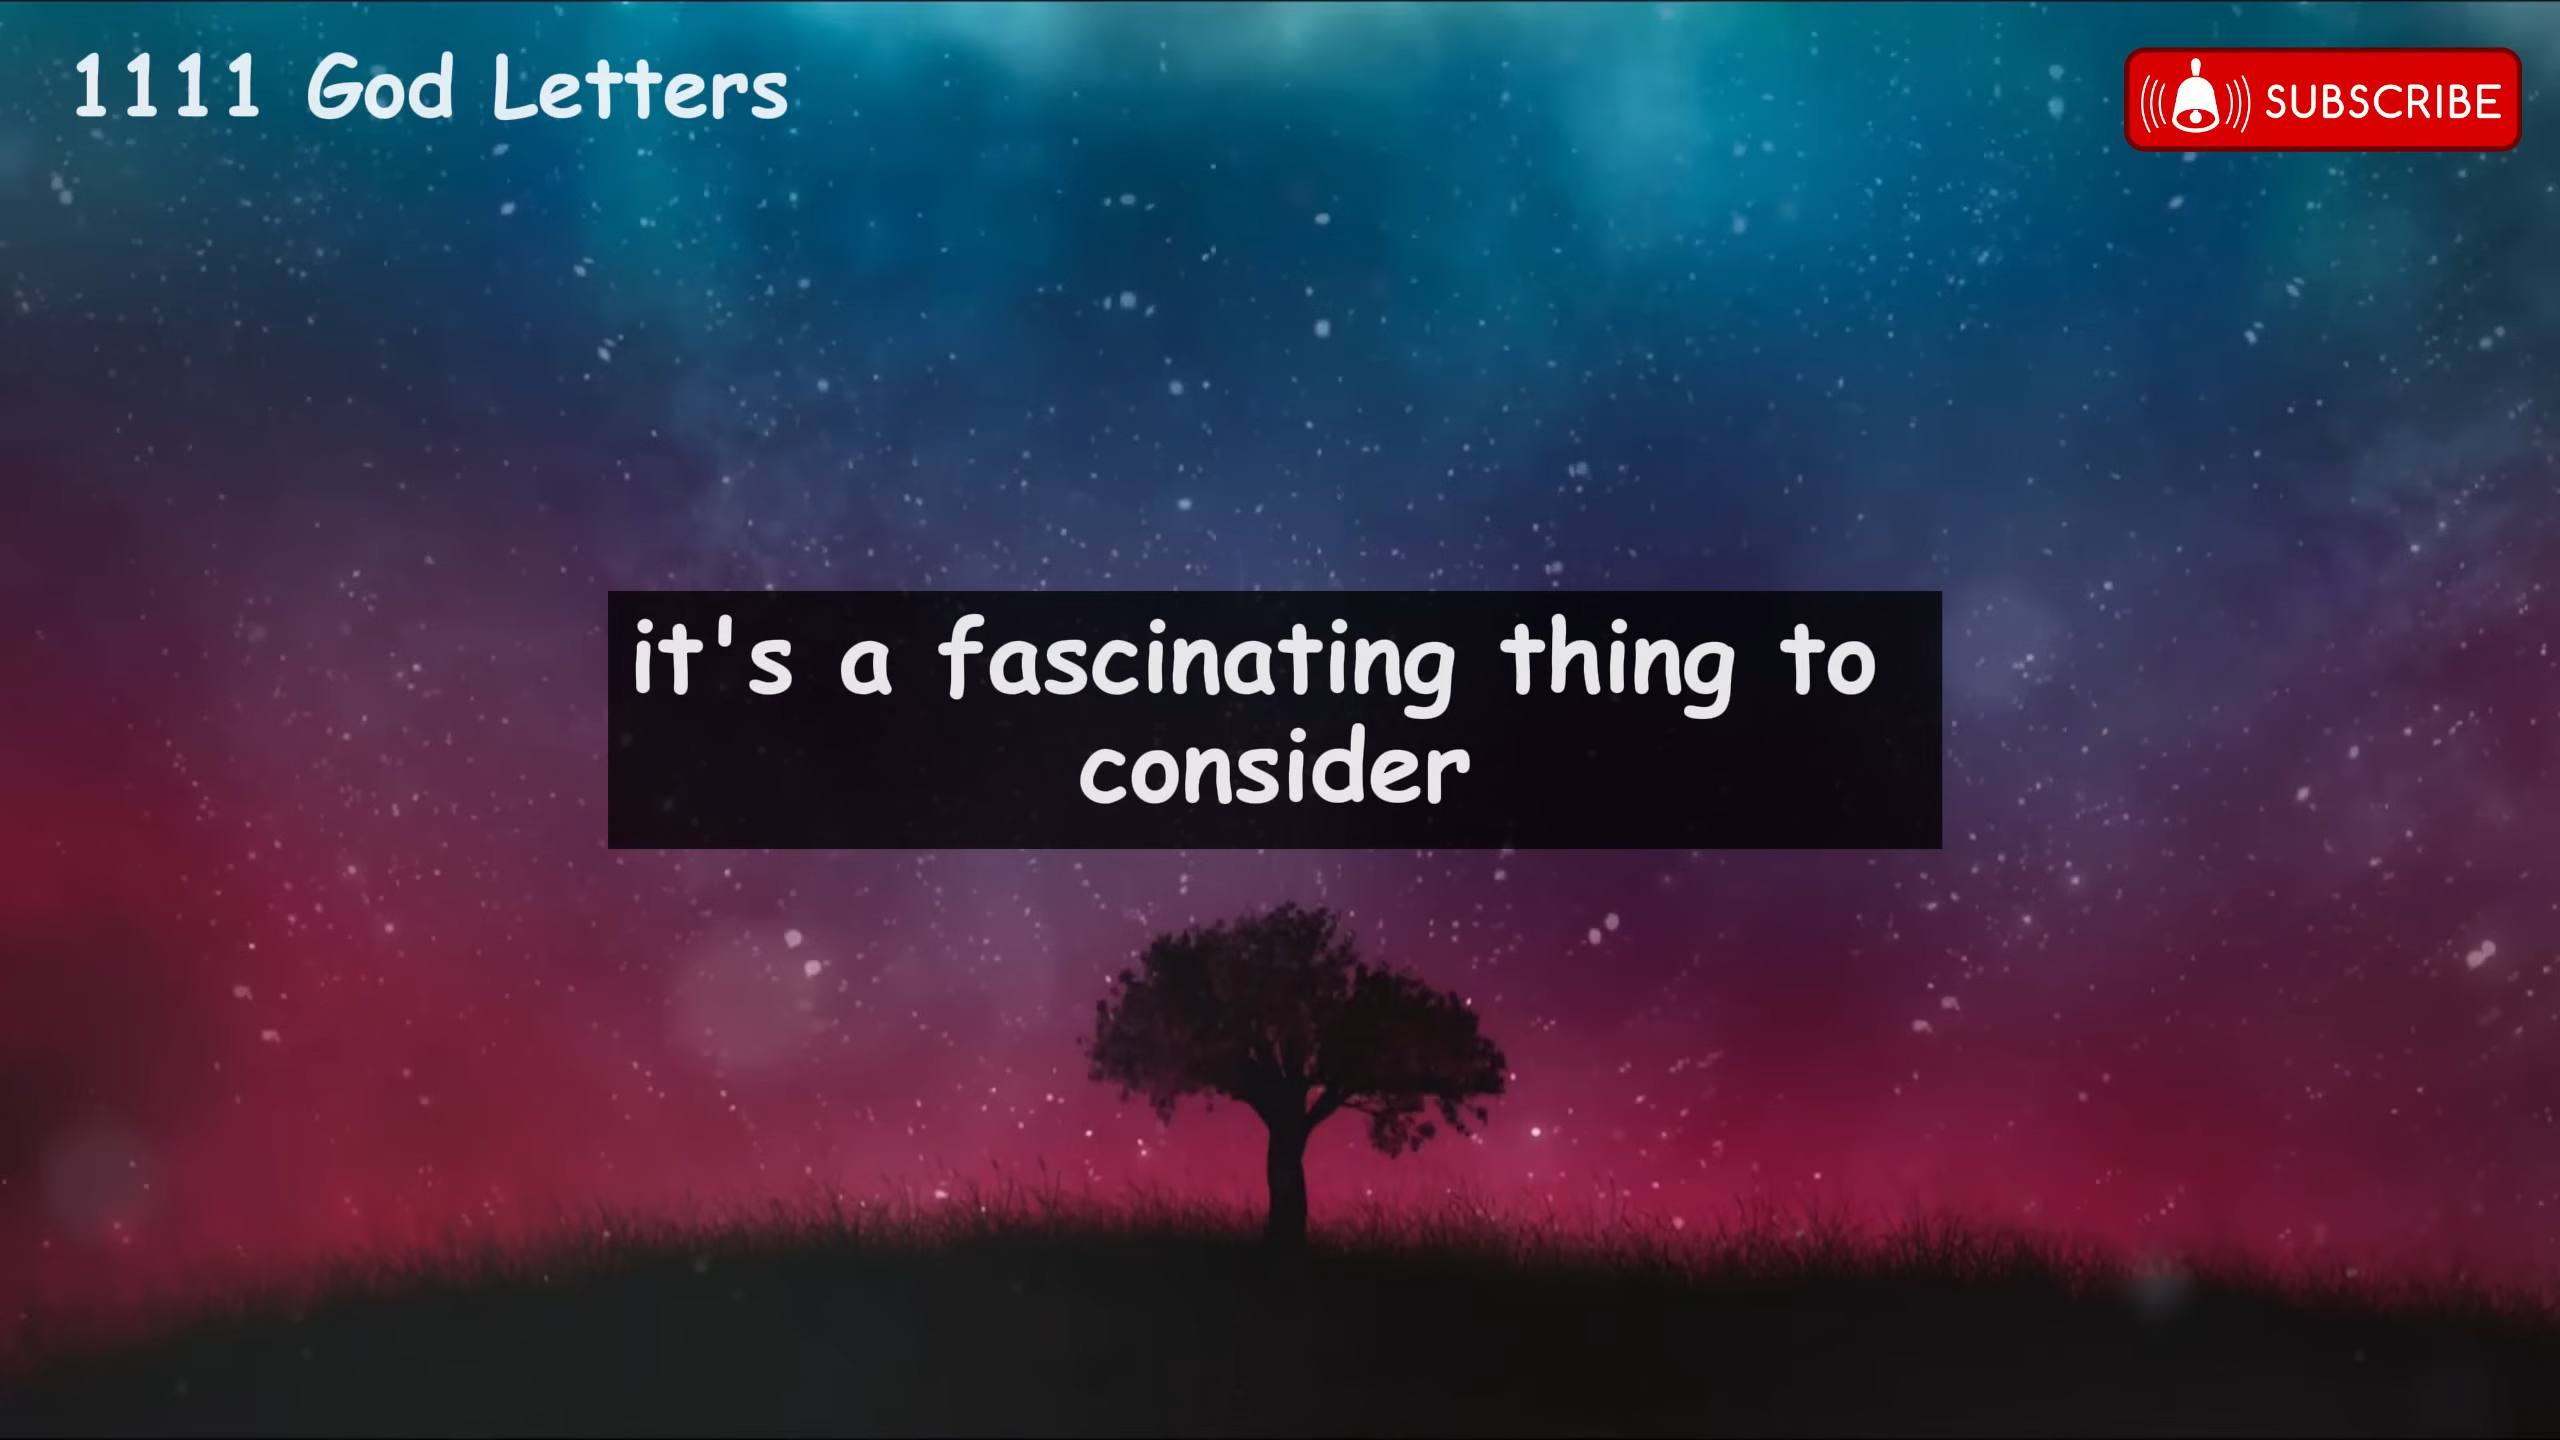 1111 God Letters
SUBSCRIBE
it's a fascinating thing to
consider